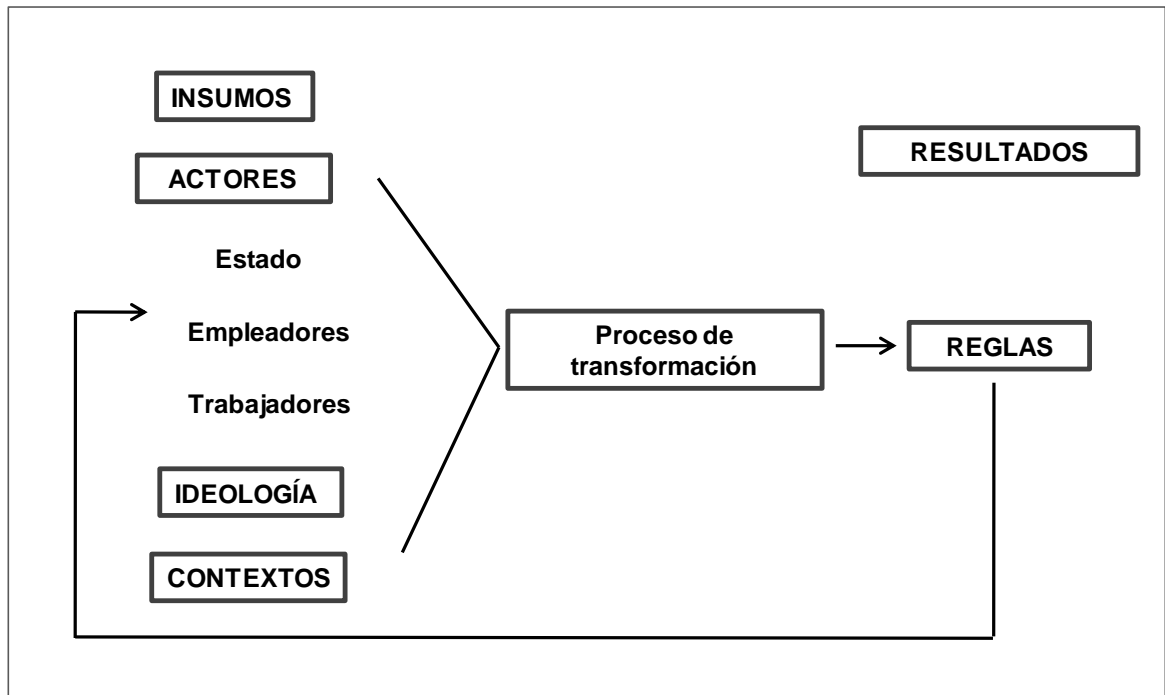 INSUMOS
RESULTADOS
ACTORES
Estado
Empleadores
Trabajadores
Proceso de
transformación
REGLAS
IDEOLOGÍA
CONTEXTOS